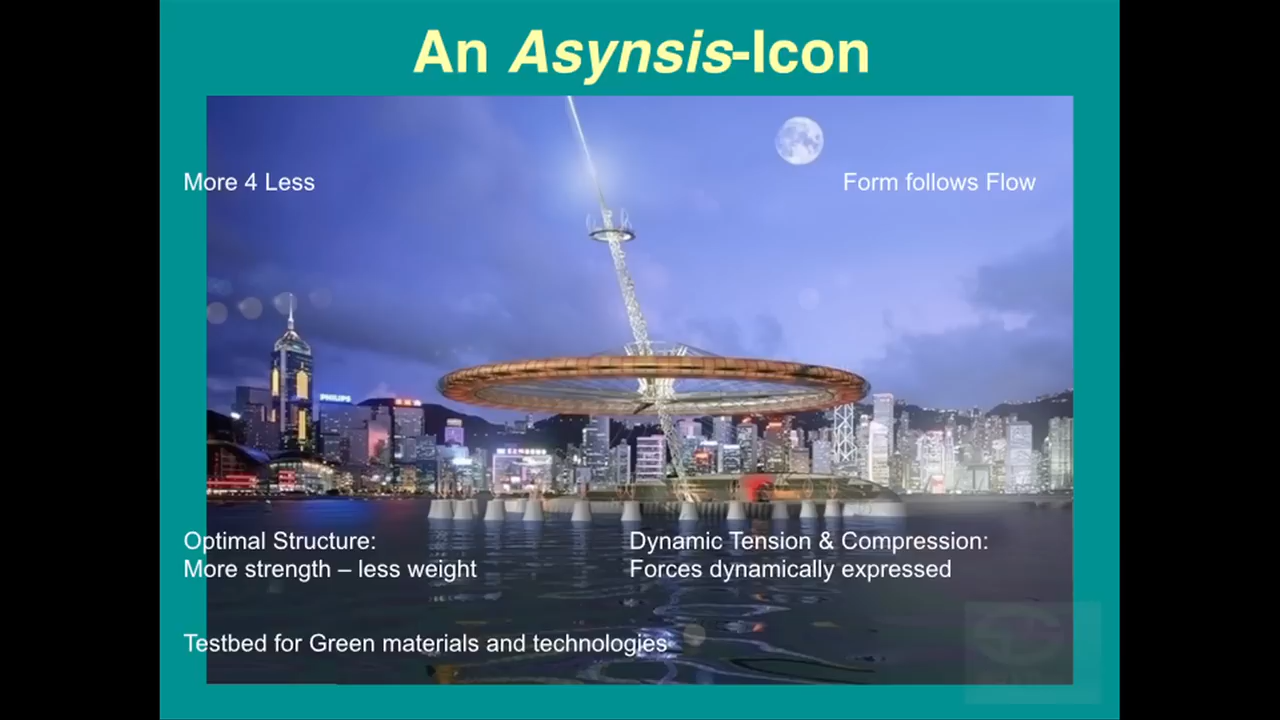 An Asynsis-Icon
More 4 Less
Form follows Flow
PHILIPS
Optimal Structure:
More strength – less weight
Dynamic Tension & Compression:
Forces dynamically expressed
Testbed for Green materials and technologies